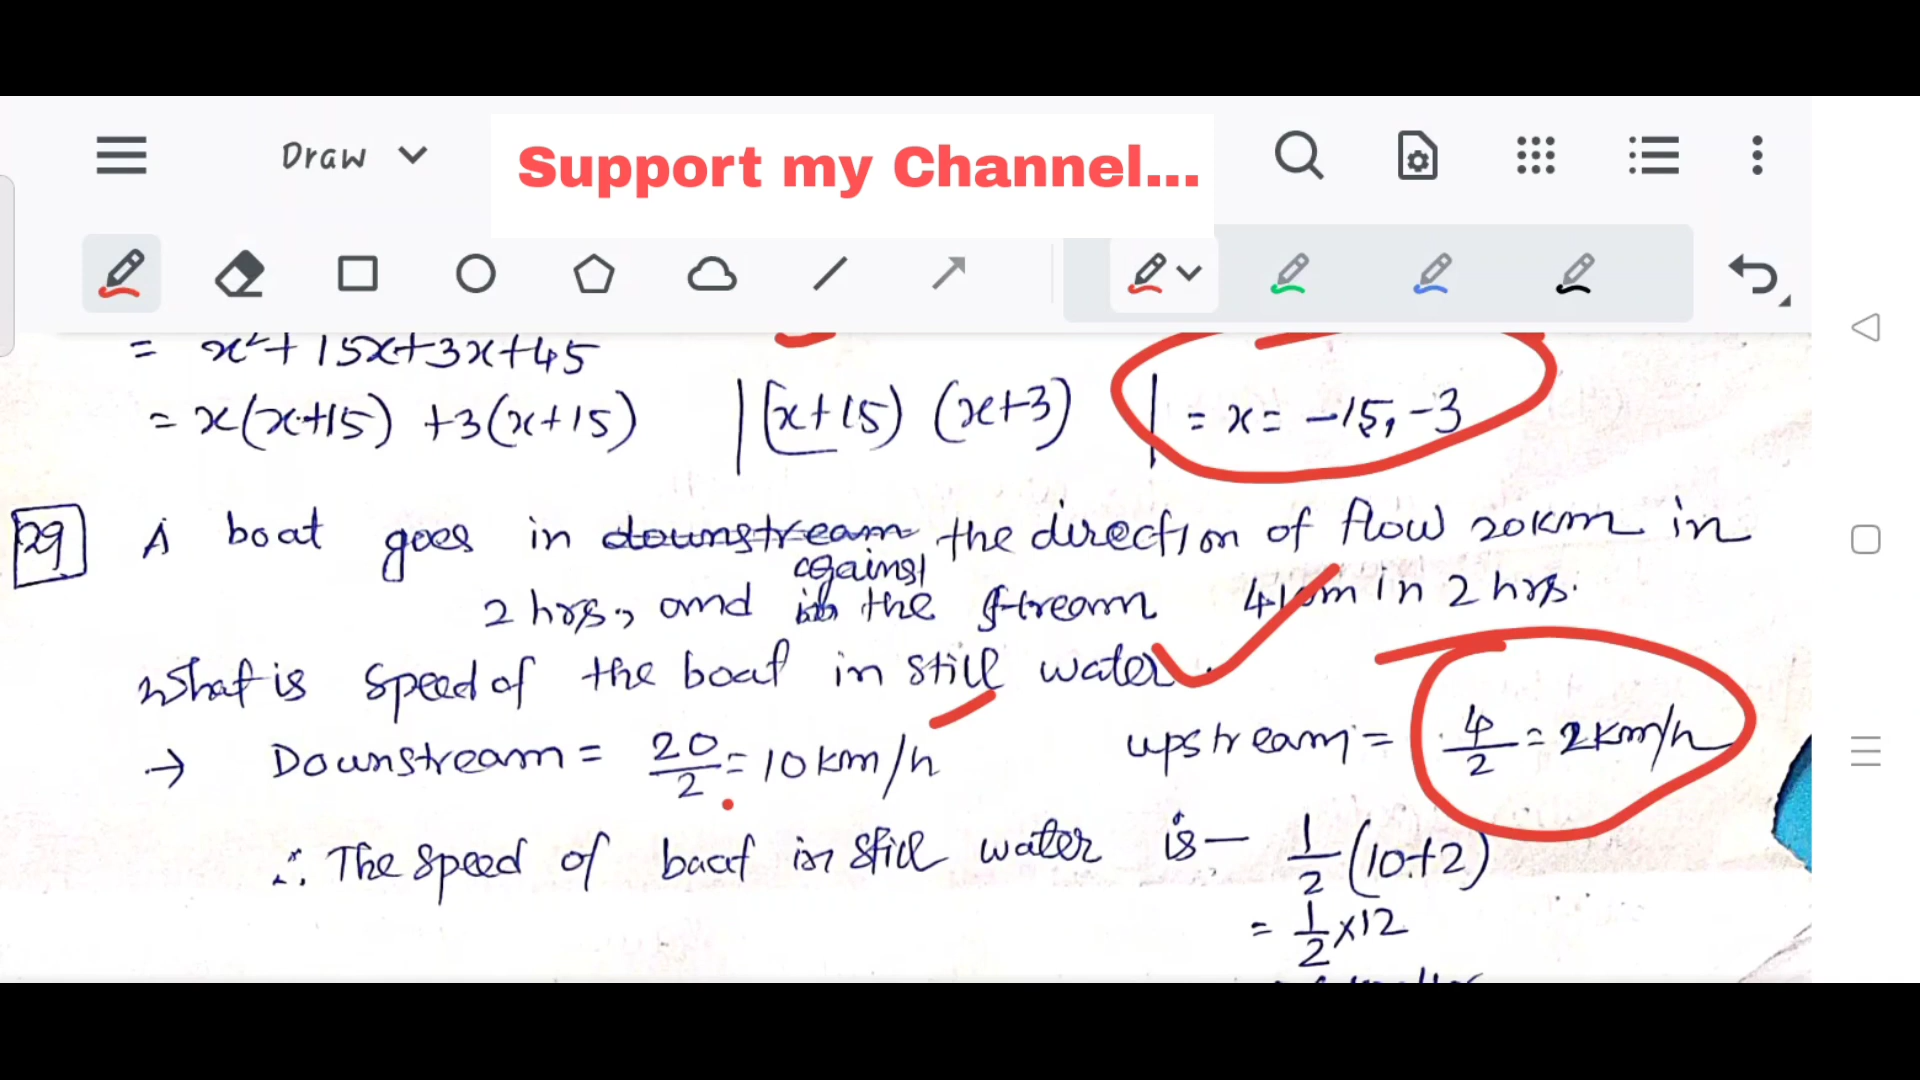 Draw
Support my Channel...
= x²+ 15x+3x+45
= x(x+15) +3(x+15) | (x+15) (x+3) | = x = -15, -3
29 A boat goes in downstream the direction of flow 20km in
against
2 hrs., and in the stream 4km in 2 hrs.
What is speed of the boat in still water.
→ Downstream = 20/2 = 10km/h upstream = 4/2 = 2km/h
∴ The speed of boat in still water is - 1/2 (10+2)
= 1/2 ×12